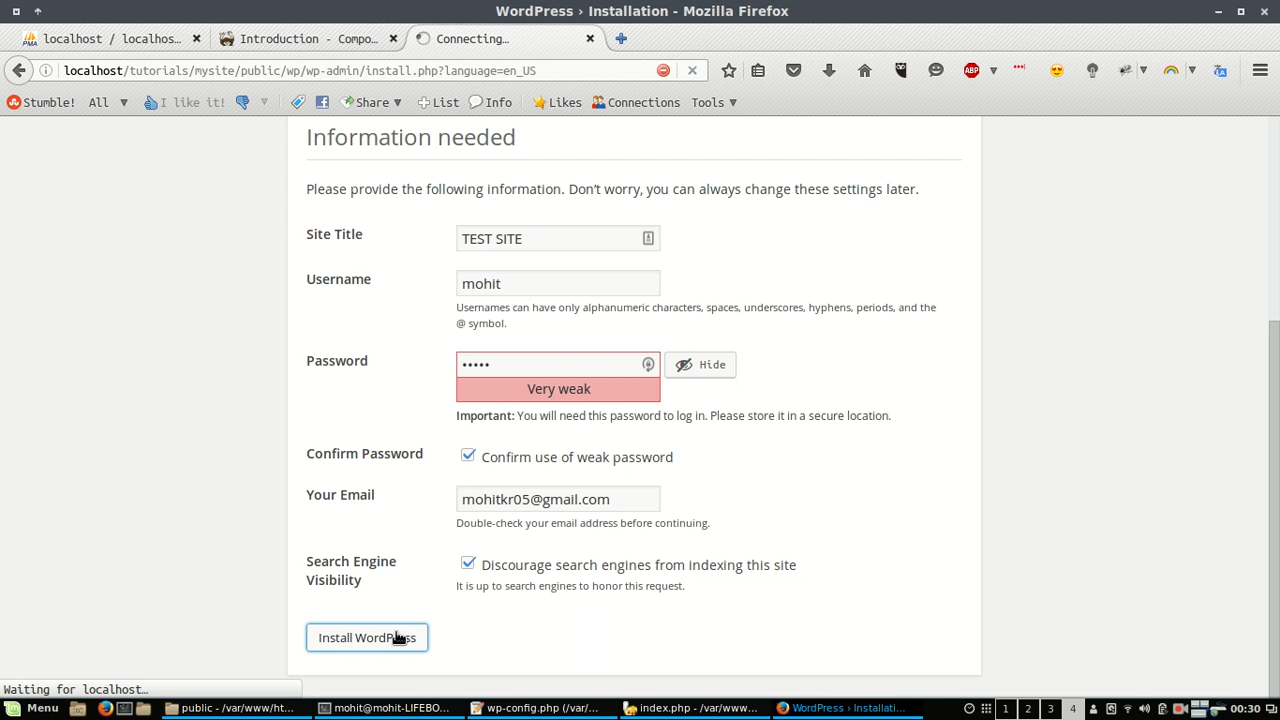 WordPress › Installation - Mozilla Firefox
localhost / localhos...
Introduction - Compo...
Connecting...
localhost/tutorials/mysite/public/wp/wp-admin/install.php?language=en_US
ABP
Stumble! All I like it! Share List Info Likes Connections Tools
Information needed
Please provide the following information. Don’t worry, you can always change these settings later.
Site Title
TEST SITE
Username
mohit
Usernames can have only alphanumeric characters, spaces, underscores, hyphens, periods, and the
@ symbol.
Password
•••••
Hide
Very weak
Important: You will need this password to log in. Please store it in a secure location.
Confirm Password
Confirm use of weak password
Your Email
mohitkr05@gmail.com
Double-check your email address before continuing.
Search Engine
Visibility
Discourage search engines from indexing this site
It is up to search engines to honor this request.
Install WordPress
Waiting for localhost…
Menu
public - /var/www/ht...
mohit@mohit-LIFEBO...
wp-config.php (/var/...
index.php - /var/www...
WordPress › Installati...
1 2 3 4
00:30